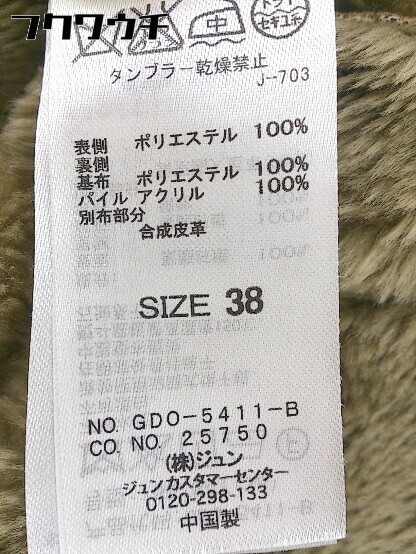 フクワウチ
ドライ
セキユ系
中
タンブラー乾燥禁止
J-703
表側 ポリエステル 100%
裏側
基布 ポリエステル 100%
パイル アクリル 100%
別布部分
合成皮革
SIZE 38
NO. GDO-5411-B
CO. NO. 25750
(株)ジュン
ジュンカスタマーセンター
0120-298-133
中国製